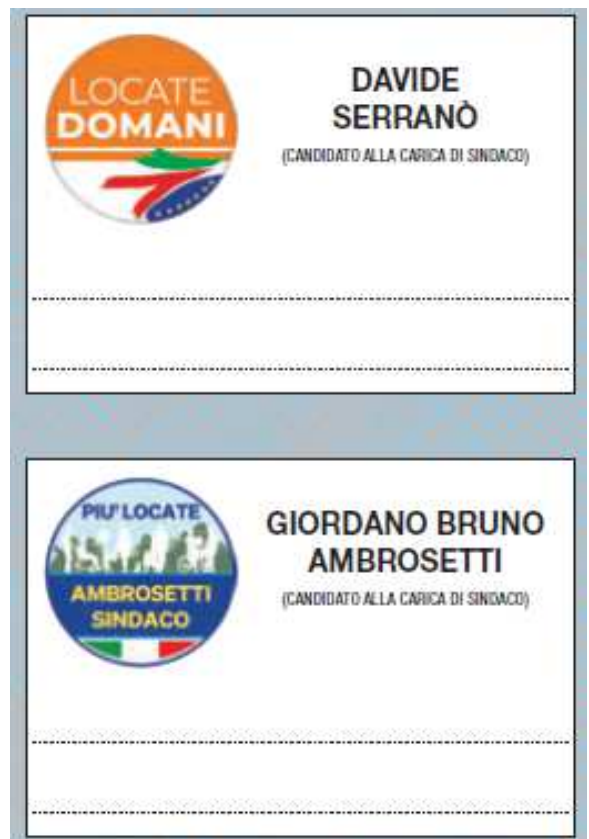 LOCATE
DOMANI
DAVIDE
SERRANÒ
(CANDIDATO ALLA CARICA DI SINDACO)
PIU' LOCATE
AMBROSETTI
SINDACO
GIORDANO BRUNO
AMBROSETTI
(CANDIDATO ALLA CARICA DI SINDACO)